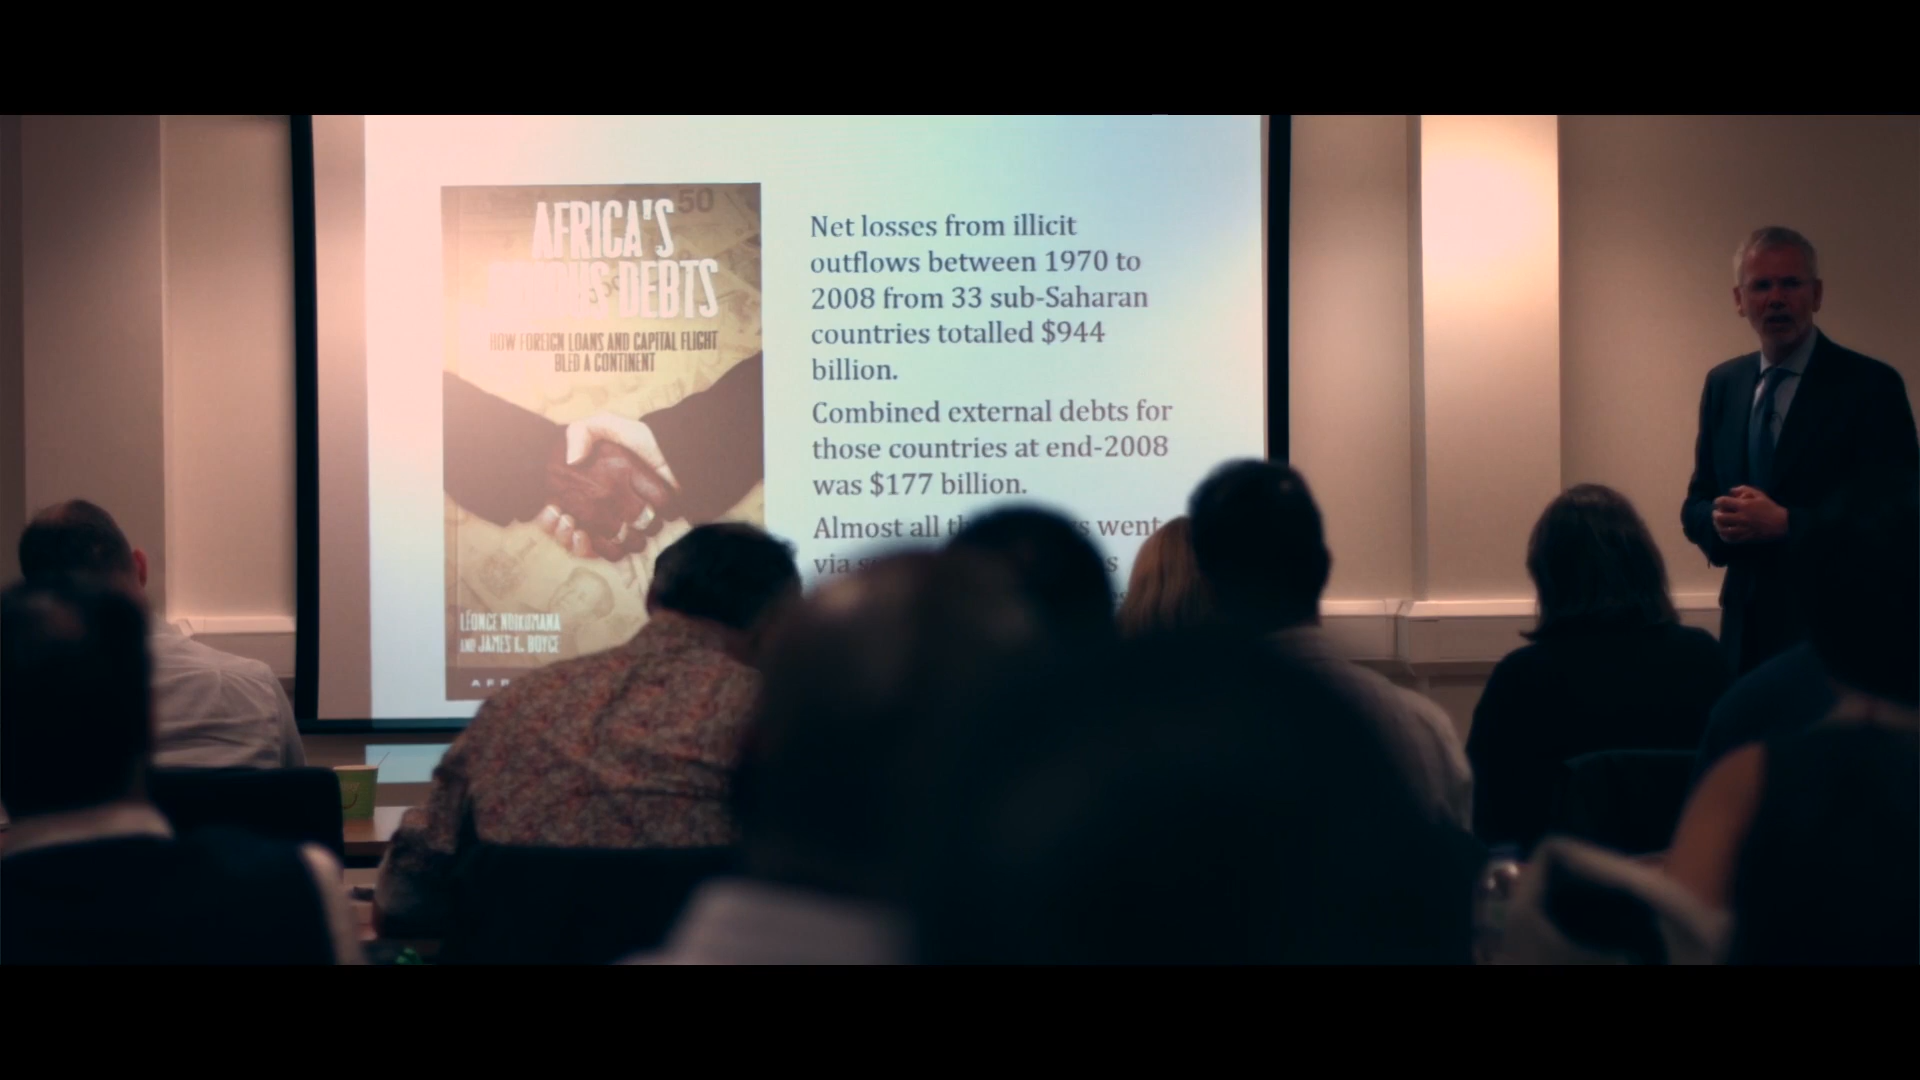 50
AFRICA'S
DEBTS
HOW FOREIGN LOANS AND CAPITAL FLIGHT
BLED A CONTINENT
LÉONCE NDIKUMANA
AND JAMES K. BOYCE
Net losses from illicit
outflows between 1970 to
2008 from 33 sub-Saharan
countries totalled $944
billion.
Combined external debts for
those countries at end-2008
was $177 billion.
Almost all went
via